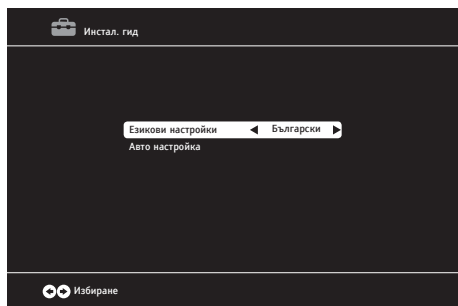 Инстал. гид
Езикови настройки Български
Авто настройка
Избиране